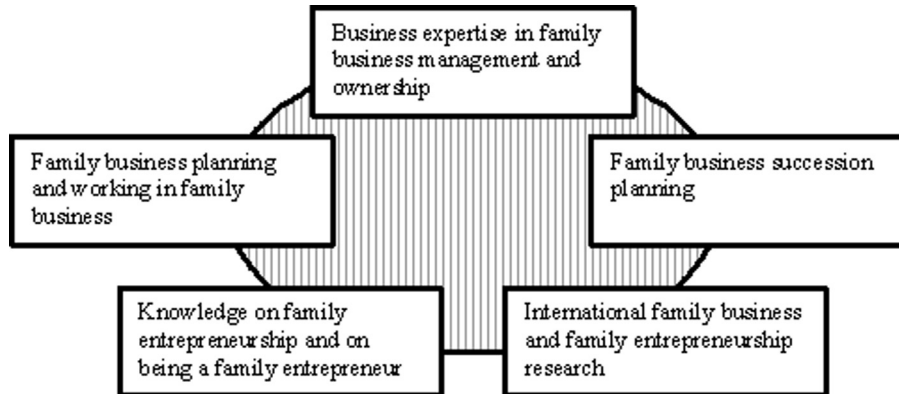 Business expertise in family
business management and
ownership
Family business planning
and working in family
business
Family business succession
planning
Knowledge on family
entrepreneurship and on
being a family entrepreneur
International family business
and family entrepreneurship
research